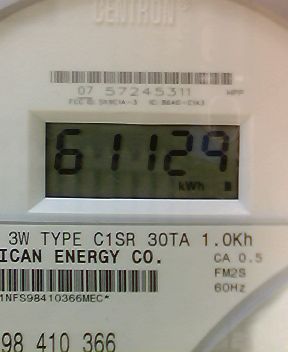 CENTRON®
07 57245311
61129
kWh
3W TYPE C1SR 30TA 1.0Kh
ICAN ENERGY CO.
CA 0.5
FM2S
60Hz
1NFS98410366MEC*
98 410 366